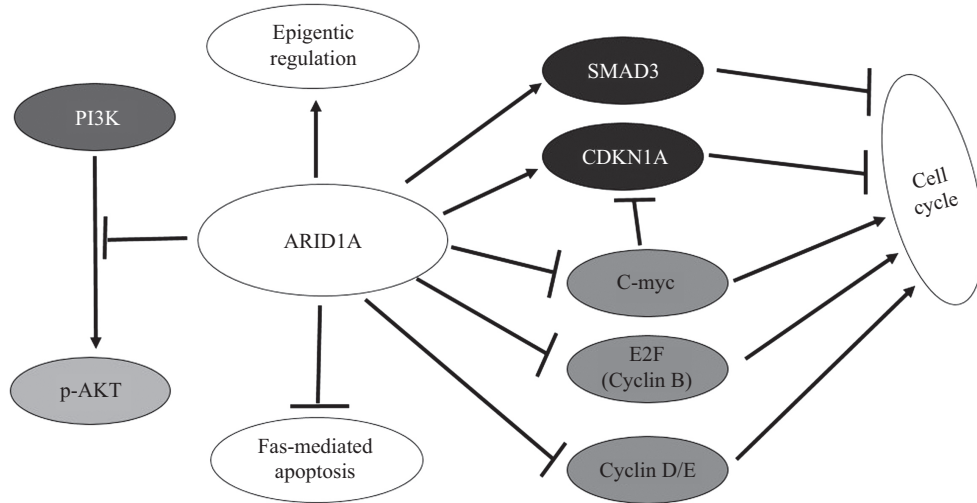 Epigentic
regulation
SMAD3
PI3K
CDKN1A
Cell
cycle
ARID1A
C-myc
E2F
(Cyclin B)
p-AKT
Fas-mediated
apoptosis
Cyclin D/E